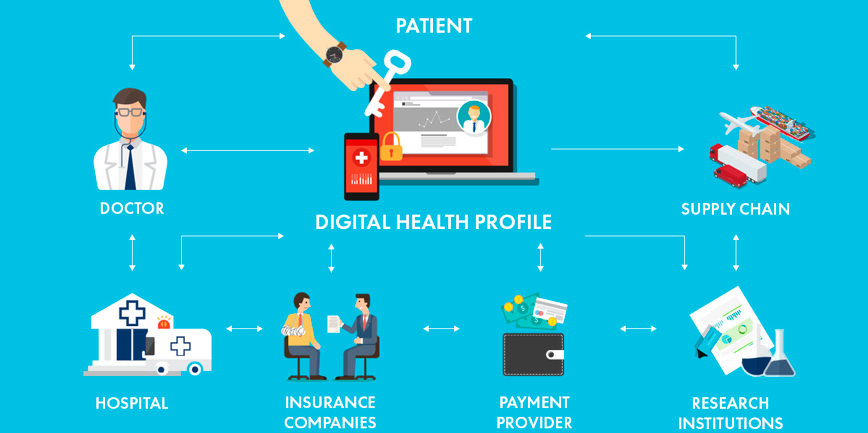 PATIENT
DOCTOR
DIGITAL HEALTH PROFILE
SUPPLY CHAIN
HOSPITAL
INSURANCE
COMPANIES
PAYMENT
PROVIDER
RESEARCH
INSTITUTIONS